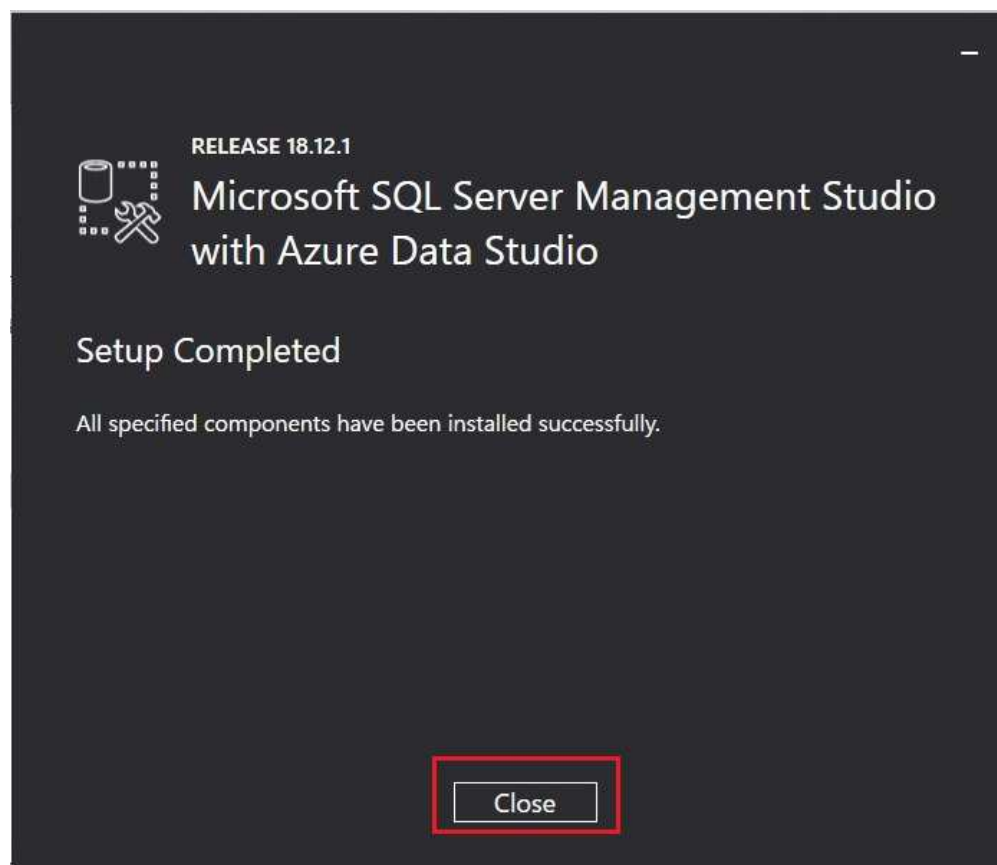 RELEASE 18.12.1
Microsoft SQL Server Management Studio
with Azure Data Studio
Setup Completed
All specified components have been installed successfully.
Close